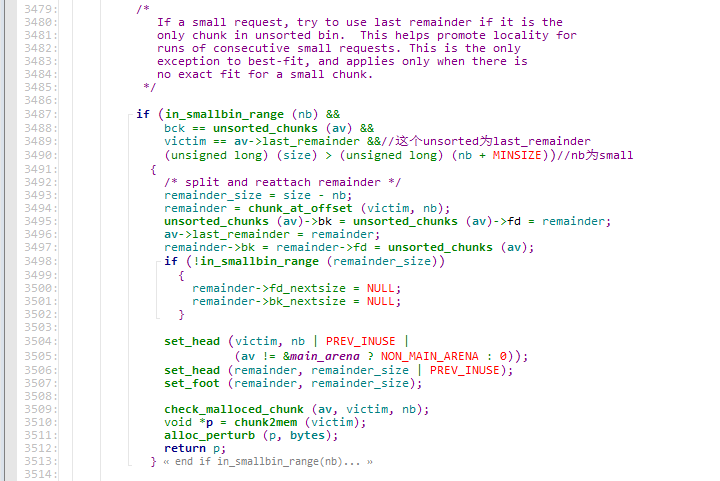 3479: /*
3480: If a small request, try to use last remainder if it is the
3481: only chunk in unsorted bin.  This helps promote locality for
3482: runs of consecutive small requests. This is the only
3483: exception to best-fit, and applies only when there is
3484: no exact fit for a small chunk.
3485: */
3486:
3487: if (in_smallbin_range (nb) &&
3488: bck == unsorted_chunks (av) &&
3489: victim == av->last_remainder &&//这个unsorted为last_remainder
3490: (unsigned long) (size) > (unsigned long) (nb + MINSIZE))//nb为small
3491: {
3492: /* split and reattach remainder */
3493: remainder_size = size - nb;
3494: remainder = chunk_at_offset (victim, nb);
3495: unsorted_chunks (av)->bk = unsorted_chunks (av)->fd = remainder;
3496: av->last_remainder = remainder;
3497: remainder->bk = remainder->fd = unsorted_chunks (av);
3498: if (!in_smallbin_range (remainder_size))
3499: {
3500: remainder->fd_nextsize = NULL;
3501: remainder->bk_nextsize = NULL;
3502: }
3503:
3504: set_head (victim, nb | PREV_INUSE |
3505: (av != &main_arena ? NON_MAIN_ARENA : 0));
3506: set_head (remainder, remainder_size | PREV_INUSE);
3507: set_foot (remainder, remainder_size);
3508:
3509: check_malloced_chunk (av, victim, nb);
3510: void *p = chunk2mem (victim);
3511: alloc_perturb (p, bytes);
3512: return p;
3513: } « end if in_smallbin_range(nb)... »
3514: